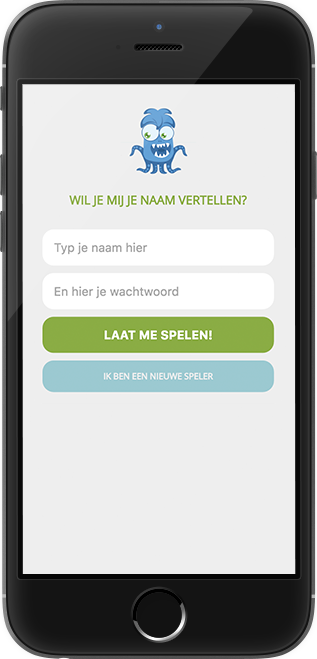 WIL JE MIJ JE NAAM VERTELLEN?
Typ je naam hier
En hier je wachtwoord
LAAT ME SPELEN!
IK BEN EEN NIEUWE SPELER